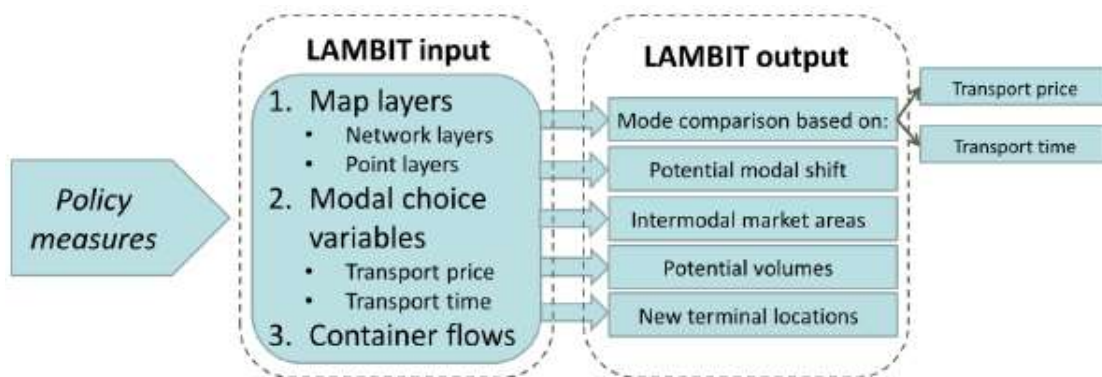 Policy
measures
LAMBIT input
1. Map layers
• Network layers
• Point layers
2. Modal choice
variables
• Transport price
• Transport time
3. Container flows
LAMBIT output
Mode comparison based on:
Potential modal shift
Intermodal market areas
Potential volumes
New terminal locations
Transport price
Transport time